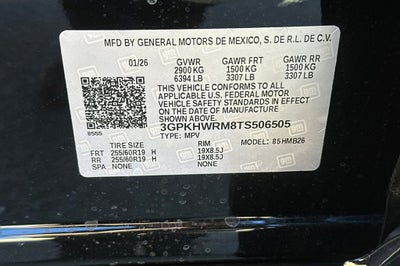 MFD BY GENERAL MOTORS DE MEXICO, S. DE R.L. DE C.V.
01/26 GVWR GAWR FRT GAWR RR
2900 KG 1500 KG 1500 KG
6394 LB 3307 LB 3307 LB
THIS VEHICLE CONFORMS TO ALL
APPLICABLE U.S. FEDERAL MOTOR
VEHICLE SAFETY STANDARDS IN EFFECT
ON THE DATE OF MANUFACTURE
SHOWN ABOVE.
3GPKHWRM8TS506505
8555 TYPE: MPV MODEL: 85HMB26
TIRE SIZE RIM
FRT 255/60R19 H 19X8.5J
RR 255/60R19 H 19X8.5J
SPA NONE NONE